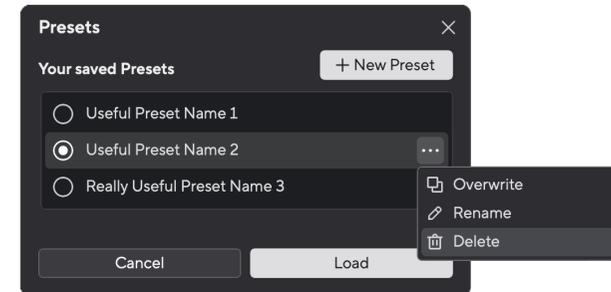 Presets
Your saved Presets
+ New Preset
Useful Preset Name 1
Useful Preset Name 2
Really Useful Preset Name 3
Overwrite
Rename
Delete
Cancel
Load